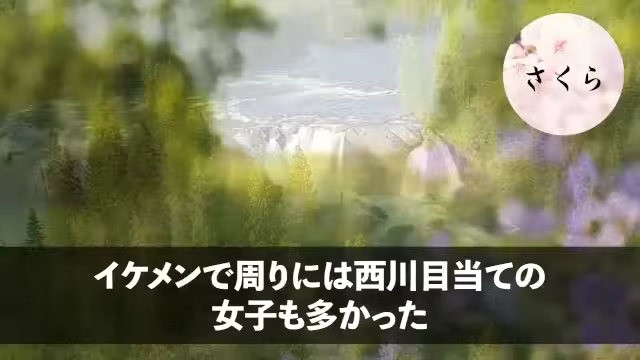 さくら
イケメンで周りには西川目当ての
女子も多かった